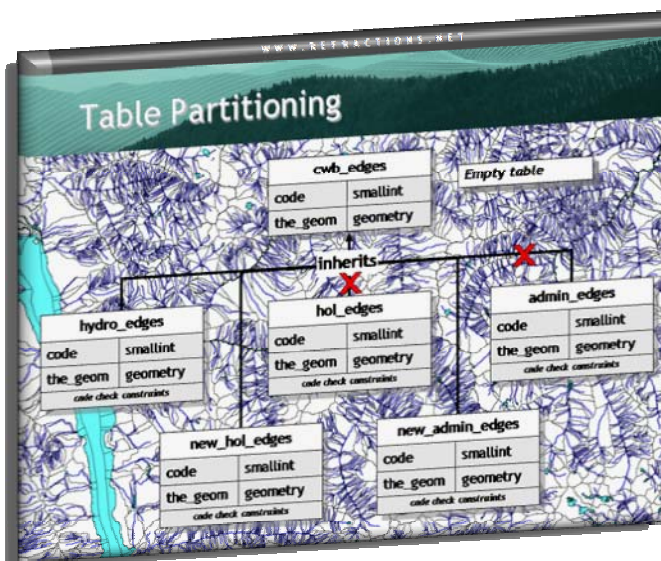 WWW.REFRACTIONS.NET
Table Partitioning
cwb_edges
Empty table
code smallint
the_geom geometry
inherits
hydro_edges
code smallint
the_geom geometry
code check constraints
hol_edges
code smallint
the_geom geometry
code check constraints
admin_edges
code smallint
the_geom geometry
code check constraints
new_hol_edges
code smallint
the_geom geometry
code check constraints
new_admin_edges
code smallint
the_geom geometry
code check constraints